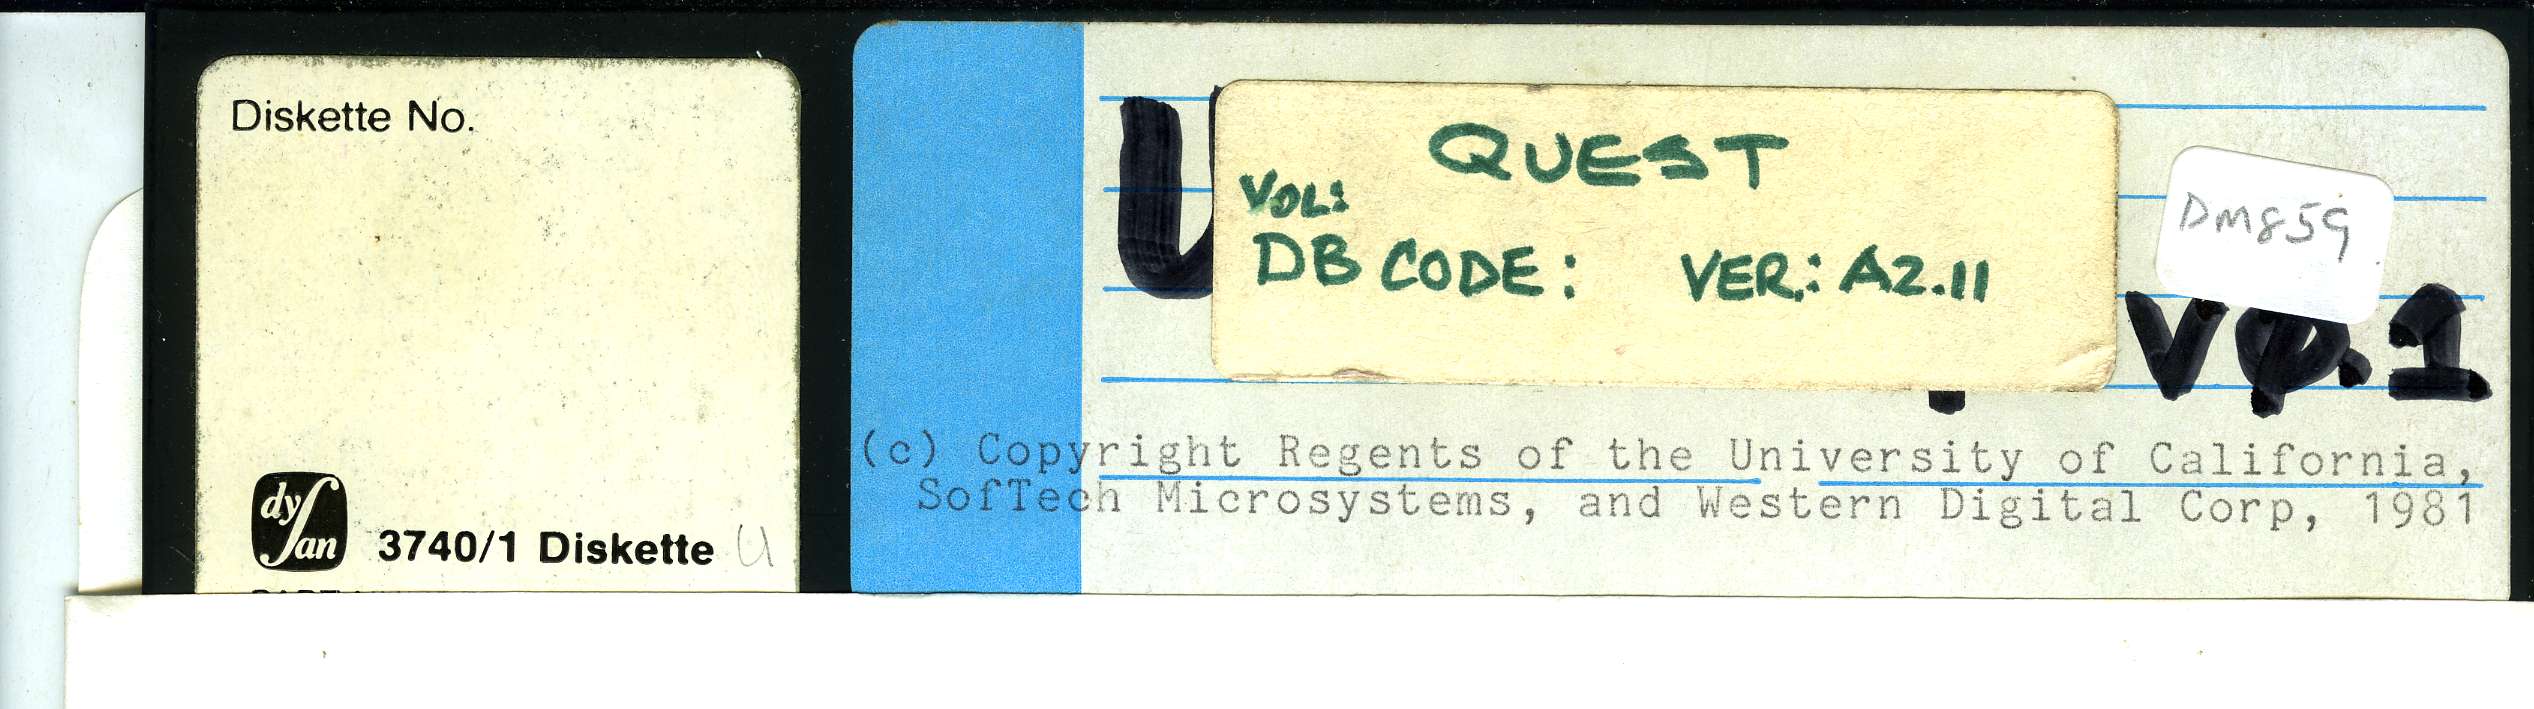 Diskette No.
dysan
3740/1 Diskette U
QUEST
VOL:
DB CODE: VER.: A2.11
DM859
U
VØ.1
(c) Copyright Regents of the University of California,
SofTech Microsystems, and Western Digital Corp, 1981